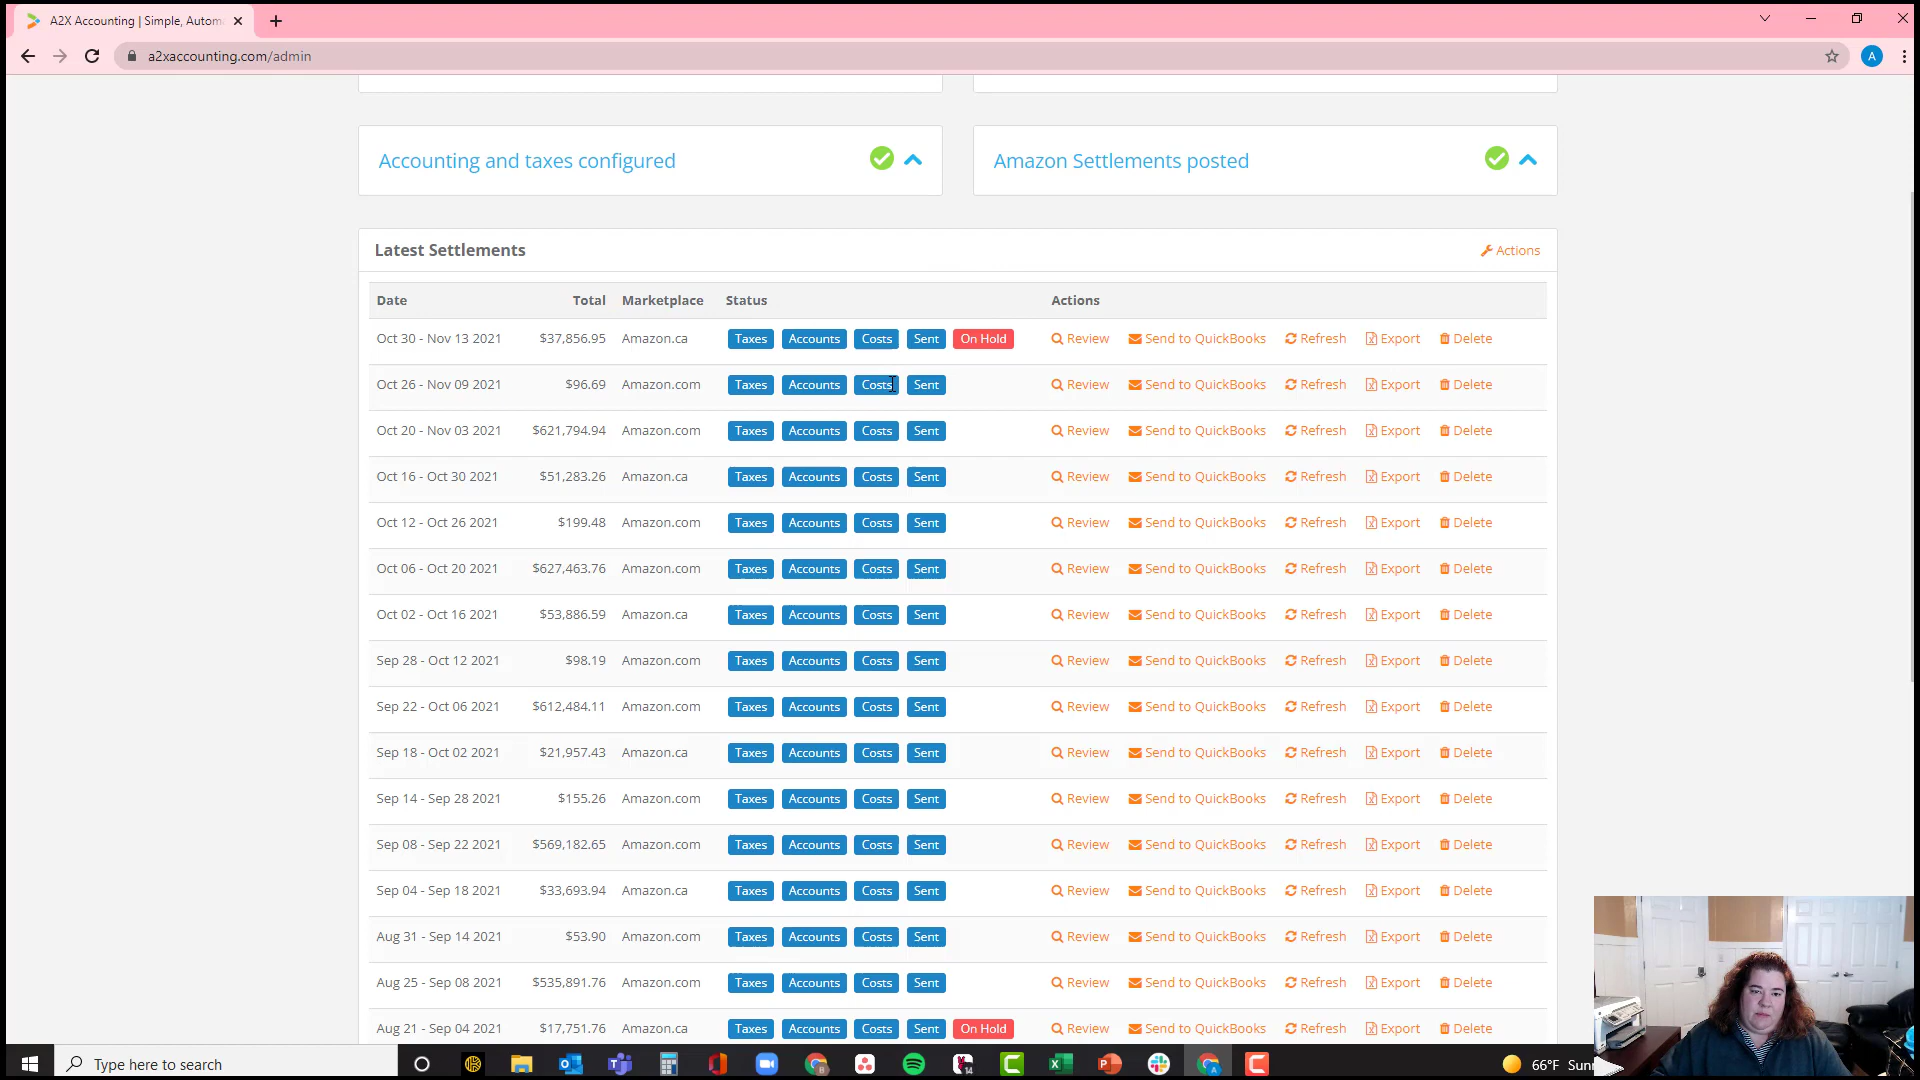 A2X Accounting | Simple, Autom
a2xaccounting.com/admin
A
Accounting and taxes configured
Amazon Settlements posted
Latest Settlements
Actions
Date Total Marketplace Status Actions
Oct 30 - Nov 13 2021 $37,856.95 Amazon.ca Taxes Accounts Costs Sent On Hold Review Send to QuickBooks Refresh Export Delete
Oct 26 - Nov 09 2021 $96.69 Amazon.com Taxes Accounts Costs Sent Review Send to QuickBooks Refresh Export Delete
Oct 20 - Nov 03 2021 $621,794.94 Amazon.com Taxes Accounts Costs Sent Review Send to QuickBooks Refresh Export Delete
Oct 16 - Oct 30 2021 $51,283.26 Amazon.ca Taxes Accounts Costs Sent Review Send to QuickBooks Refresh Export Delete
Oct 12 - Oct 26 2021 $199.48 Amazon.com Taxes Accounts Costs Sent Review Send to QuickBooks Refresh Export Delete
Oct 06 - Oct 20 2021 $627,463.76 Amazon.com Taxes Accounts Costs Sent Review Send to QuickBooks Refresh Export Delete
Oct 02 - Oct 16 2021 $53,886.59 Amazon.ca Taxes Accounts Costs Sent Review Send to QuickBooks Refresh Export Delete
Sep 28 - Oct 12 2021 $98.19 Amazon.com Taxes Accounts Costs Sent Review Send to QuickBooks Refresh Export Delete
Sep 22 - Oct 06 2021 $612,484.11 Amazon.com Taxes Accounts Costs Sent Review Send to QuickBooks Refresh Export Delete
Sep 18 - Oct 02 2021 $21,957.43 Amazon.ca Taxes Accounts Costs Sent Review Send to QuickBooks Refresh Export Delete
Sep 14 - Sep 28 2021 $155.26 Amazon.com Taxes Accounts Costs Sent Review Send to QuickBooks Refresh Export Delete
Sep 08 - Sep 22 2021 $569,182.65 Amazon.com Taxes Accounts Costs Sent Review Send to QuickBooks Refresh Export Delete
Sep 04 - Sep 18 2021 $33,693.94 Amazon.ca Taxes Accounts Costs Sent Review Send to QuickBooks Refresh Export Delete
Aug 31 - Sep 14 2021 $53.90 Amazon.com Taxes Accounts Costs Sent Review Send to QuickBooks Refresh Export Delete
Aug 25 - Sep 08 2021 $535,891.76 Amazon.com Taxes Accounts Costs Sent Review Send to QuickBooks Refresh Export Delete
Aug 21 - Sep 04 2021 $17,751.76 Amazon.ca Taxes Accounts Costs Sent On Hold Review Send to QuickBooks Refresh Export Delete
Type here to search
66°F Sun